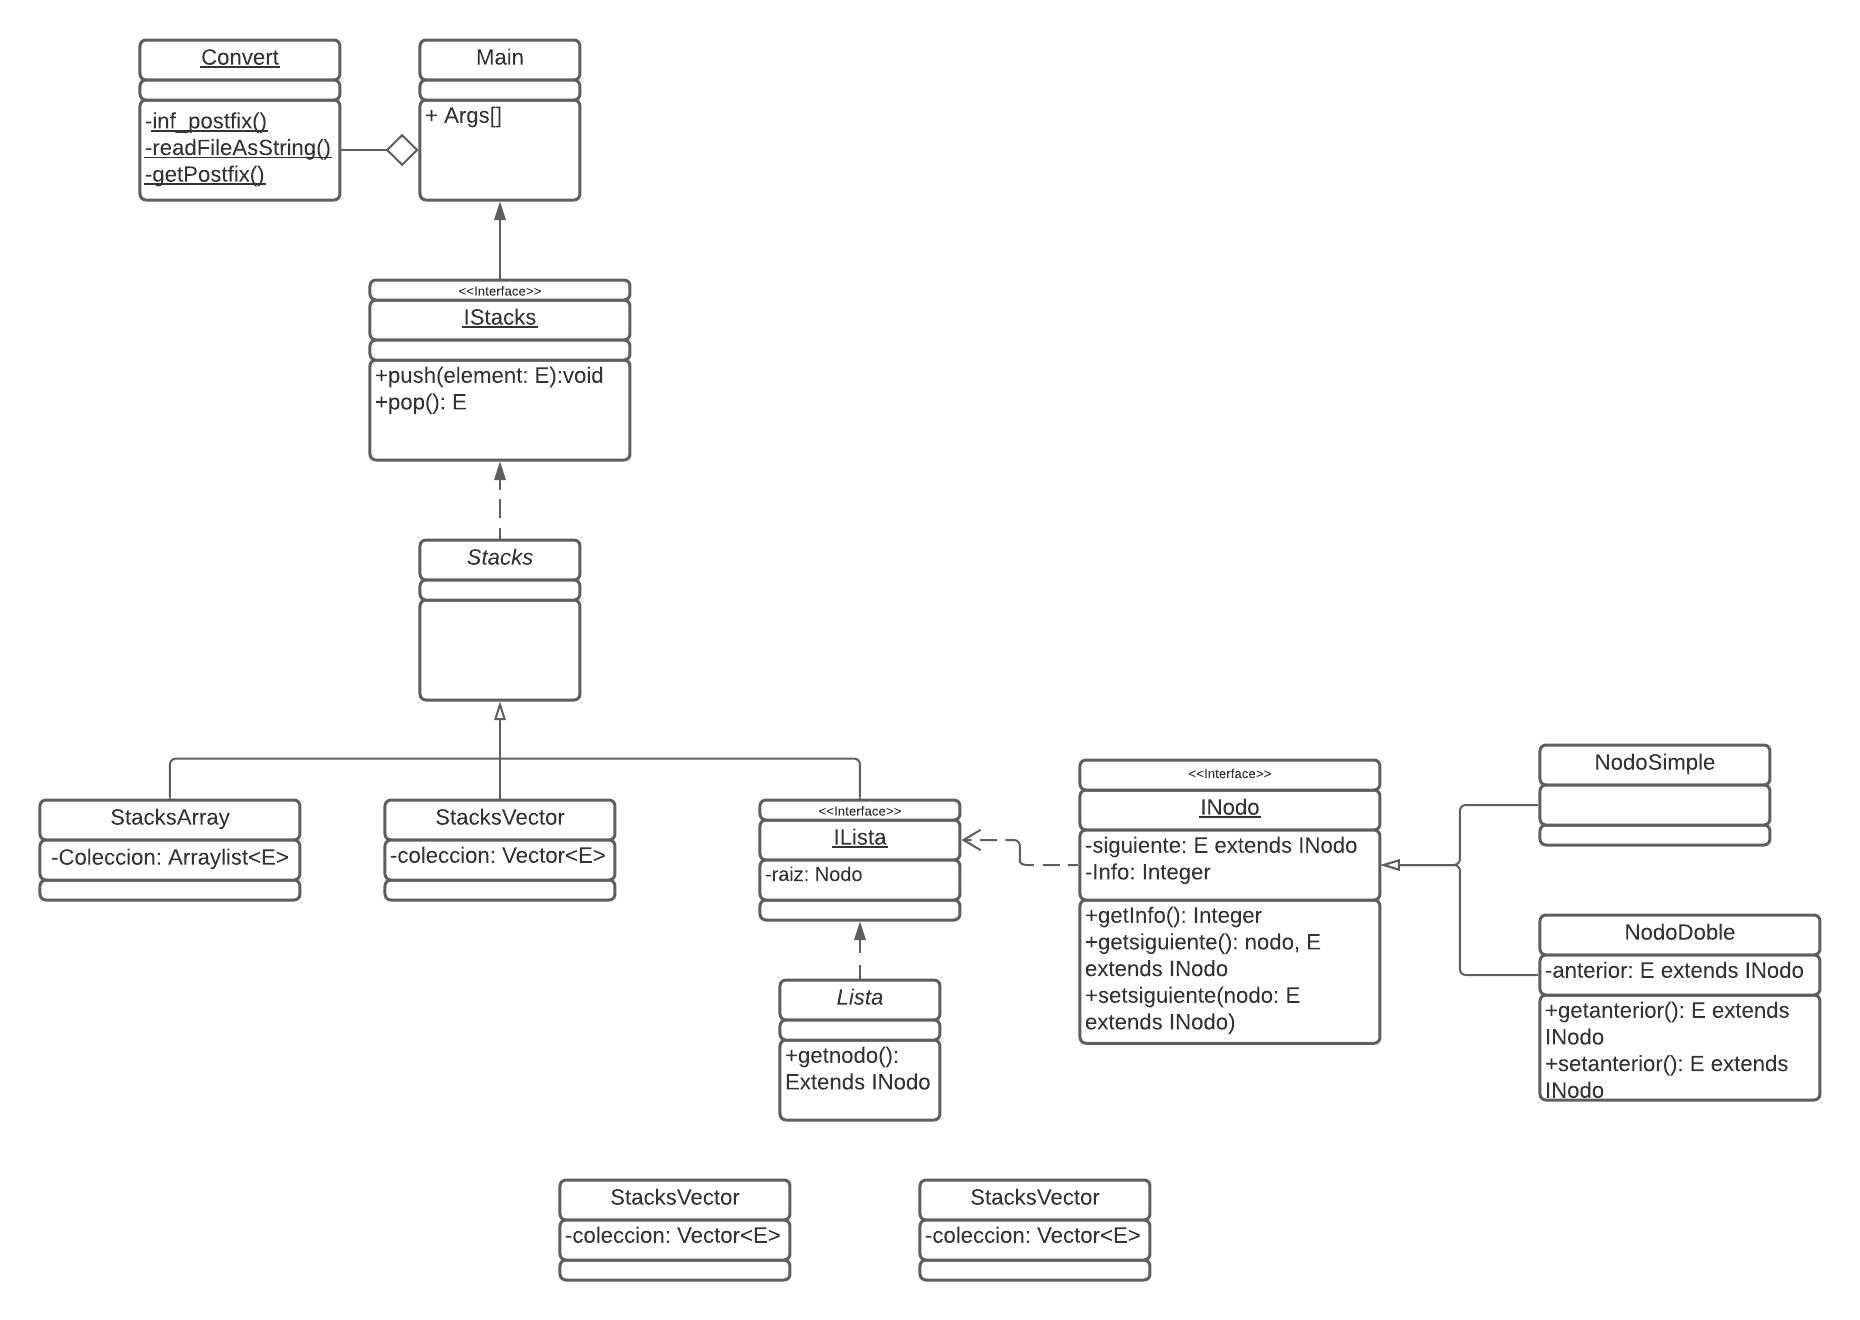 Convert
-inf_postfix()
-readFileAsString()
-getPostfix()
Main
+ Args[]
<<Interface>>
IStacks
+push(element: E):void
+pop(): E
Stacks
StacksArray
-Coleccion: Arraylist<E>
StacksVector
-coleccion: Vector<E>
<<Interface>>
ILista
-raiz: Nodo
Lista
+getnodo():
Extends INodo
<<Interface>>
INodo
-siguiente: E extends INodo
-Info: Integer
+getInfo(): Integer
+getsiguiente(): nodo, E
extends INodo
+setsiguiente(nodo: E
extends INodo)
NodoSimple
NodoDoble
-anterior: E extends INodo
+getanterior(): E extends
INodo
+setanterior(): E extends
INodo
StacksVector
-coleccion: Vector<E>
StacksVector
-coleccion: Vector<E>